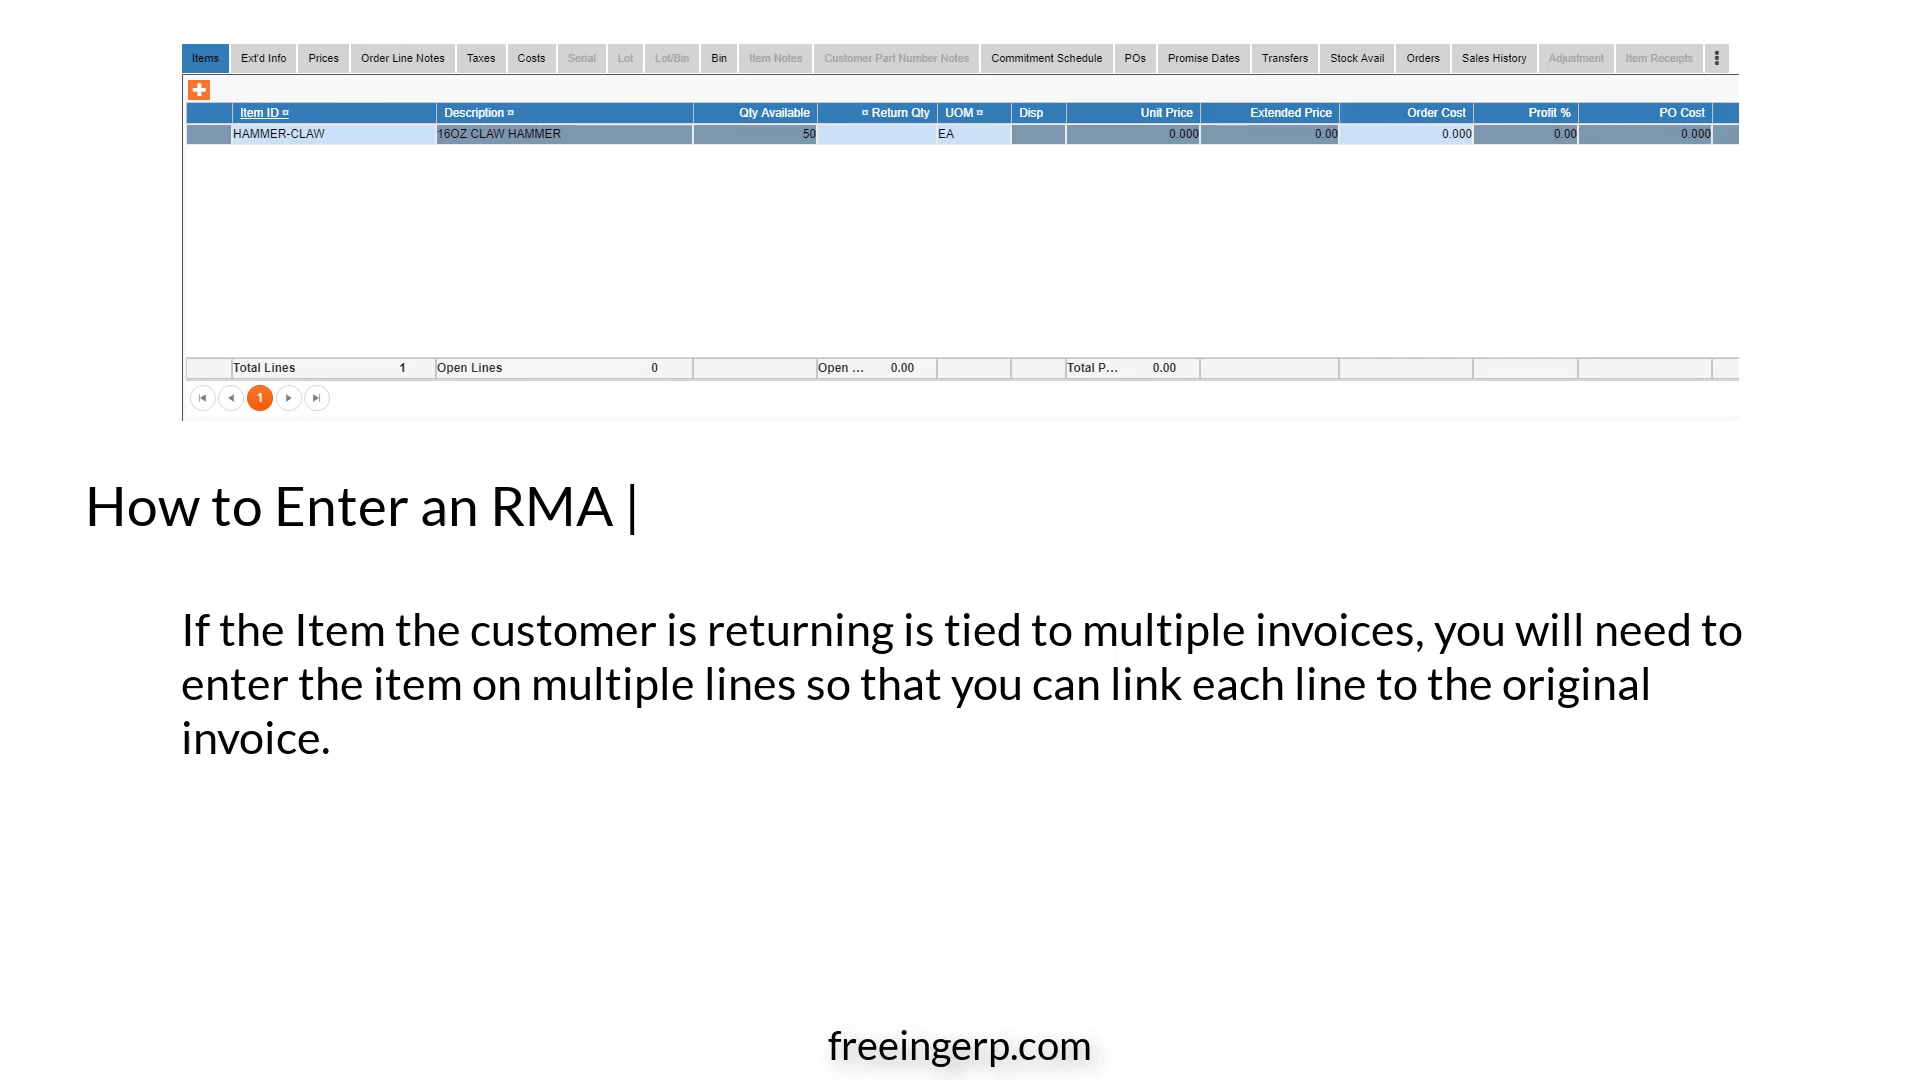 Items Ext'd Info Prices Order Line Notes Taxes Costs Serial Lot Lot/Bin Bin Item Notes Customer Part Number Notes Commitment Schedule POs Promise Dates Transfers Stock Avail Orders Sales History Adjustment Item Receipts
Item ID ¤ Description ¤ Qty Available ¤ Return Qty UOM ¤ Disp Unit Price Extended Price Order Cost Profit % PO Cost
HAMMER-CLAW 16OZ CLAW HAMMER 50 EA 0.000 0.00 0.000 0.00 0.000
Total Lines 1 Open Lines 0 Open ... 0.00 Total P... 0.00
1
How to Enter an RMA |
If the Item the customer is returning is tied to multiple invoices, you will need to
enter the item on multiple lines so that you can link each line to the original
invoice.
freeingerp.com